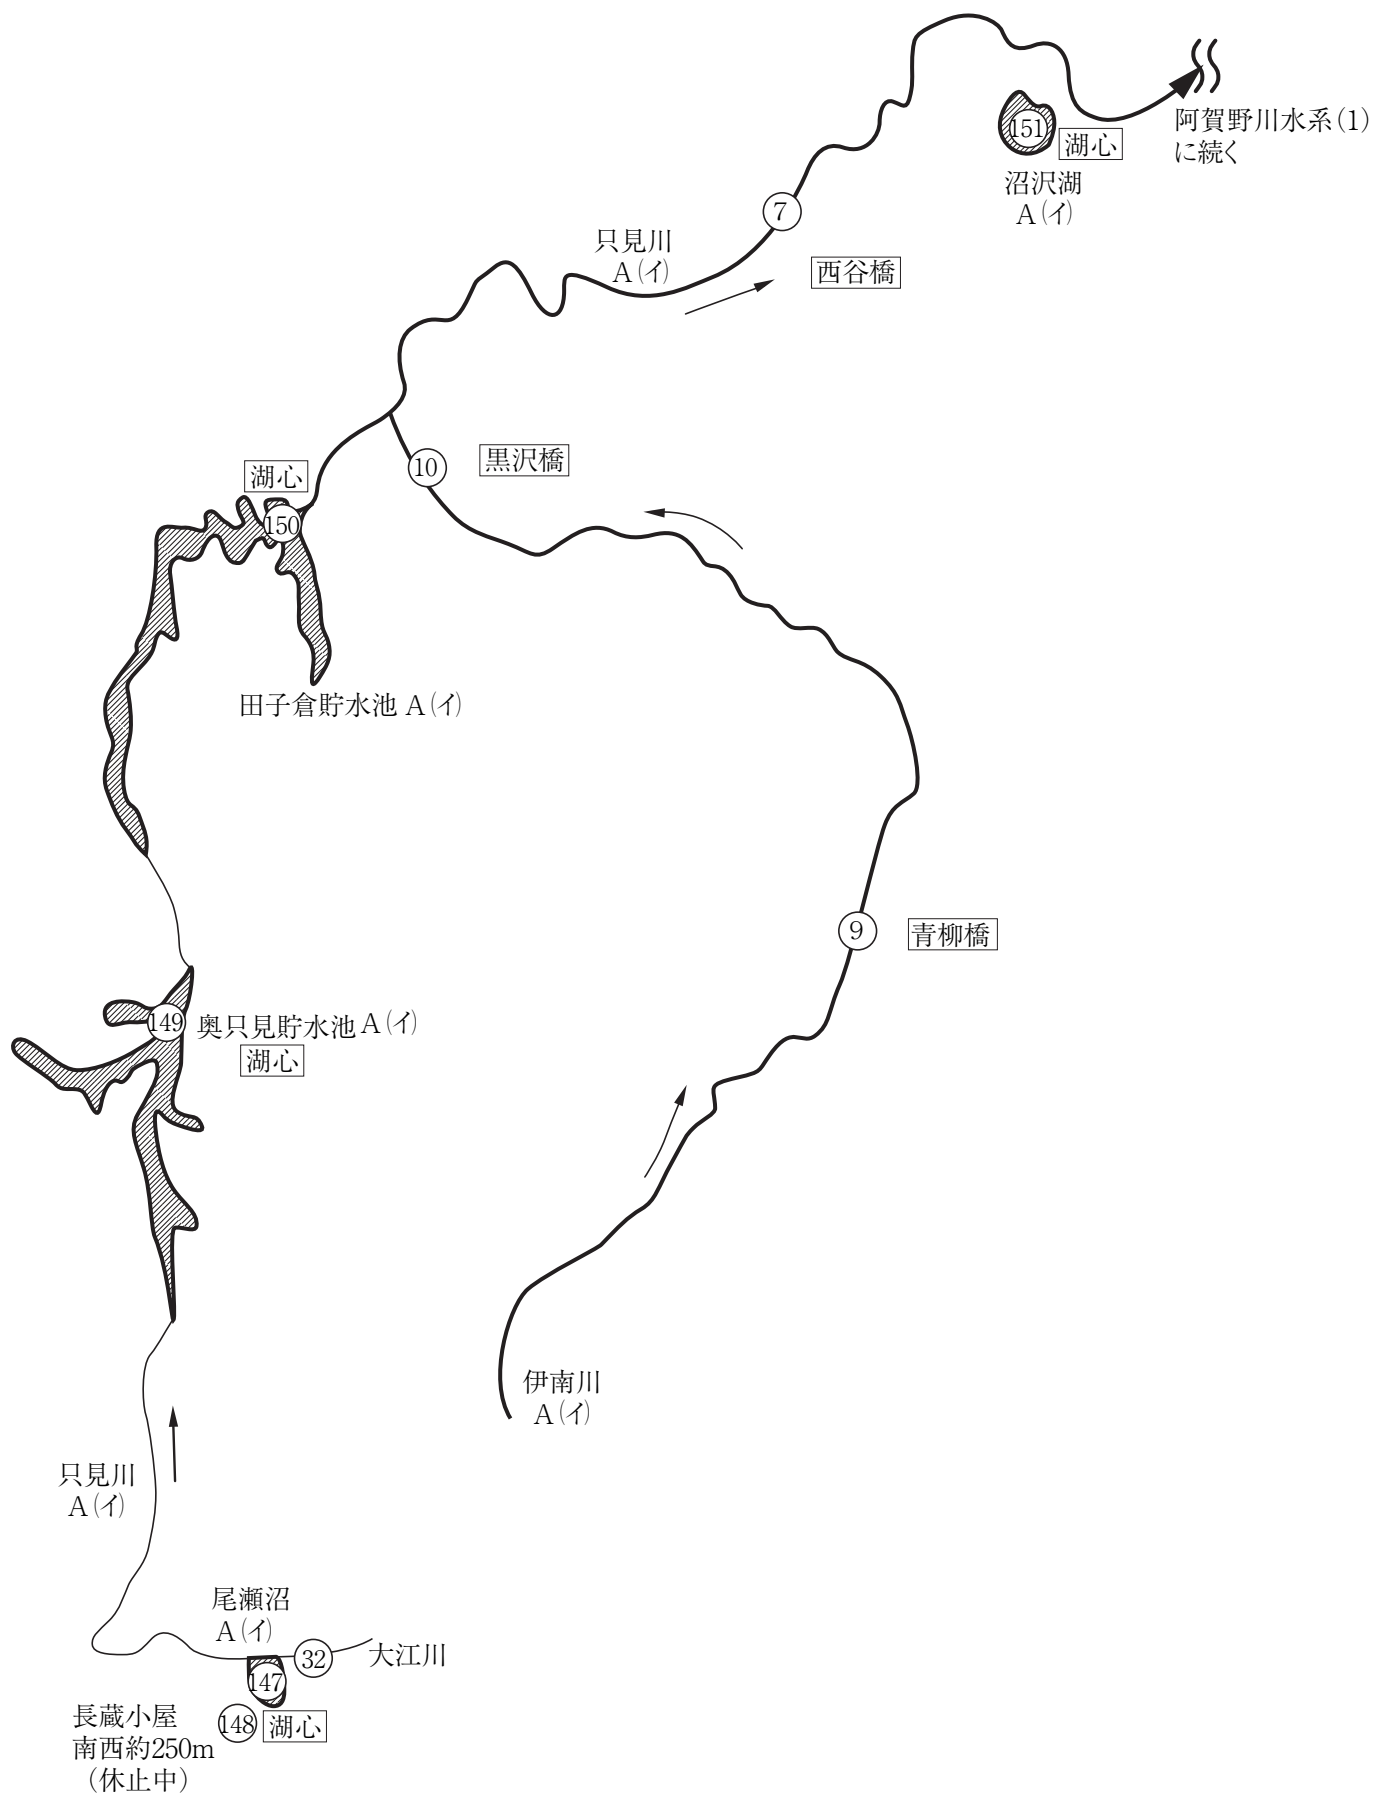 阿賀野川水系(1)
に続く
151
湖心
沼沢湖
A(イ)
7
只見川
A(イ)
西谷橋
10
黒沢橋
湖心
150
田子倉貯水池 A(イ)
9
青柳橋
149
奥只見貯水池 A(イ)
湖心
伊南川
A(イ)
只見川
A(イ)
尾瀬沼
A(イ)
32
大江川
147
148
湖心
長蔵小屋
南西約250m
(休止中)